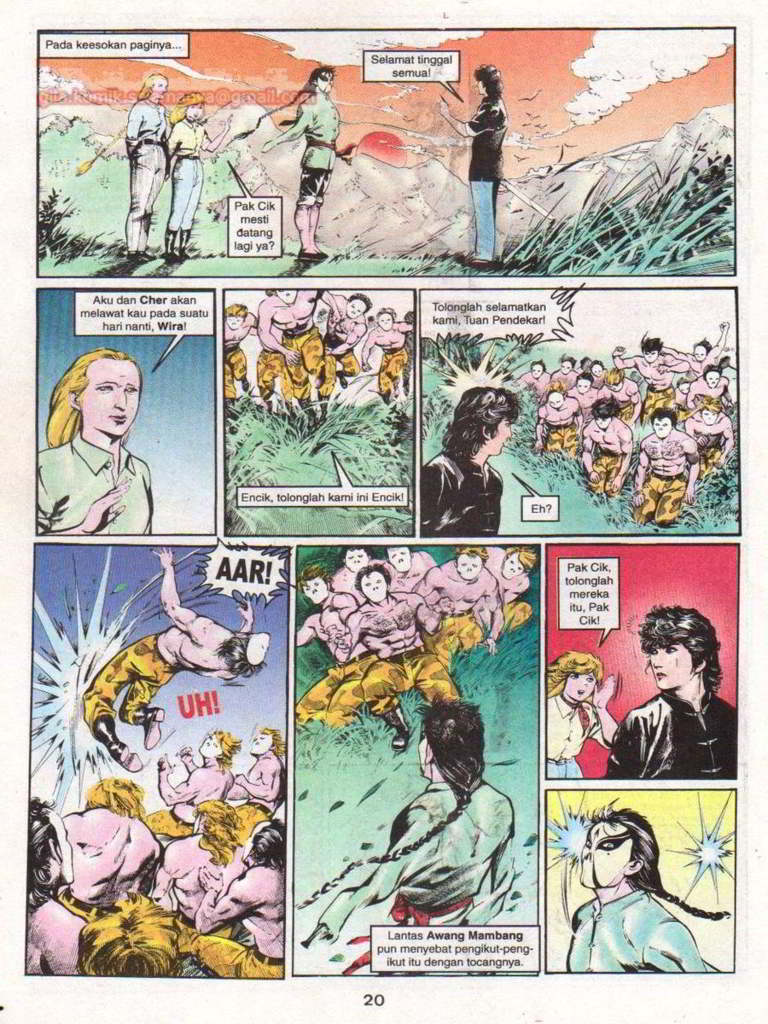 Pada keesokan paginya...
Selamat tinggal
semua!
Pak Cik
mesti
datang
lagi ya?
Aku dan Cher akan
melawat kau pada suatu
hari nanti, Wira!
Encik, tolonglah kami ini Encik!
Tolonglah selamatkan
kami, Tuan Pendekar!
Eh?
AAR!
UH!
Lantas Awang Mambang
pun menyebat pengikut-peng-
ikut itu dengan tocangnya.
Pak Cik,
tolonglah
mereka
itu, Pak
Cik!
20